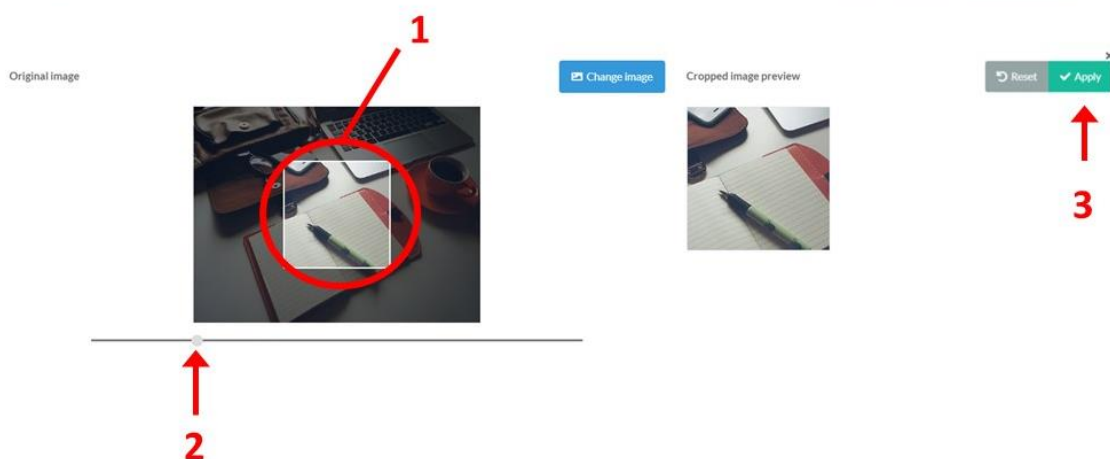 1
Original image
Change image
Cropped image preview
Reset
Apply
3
2